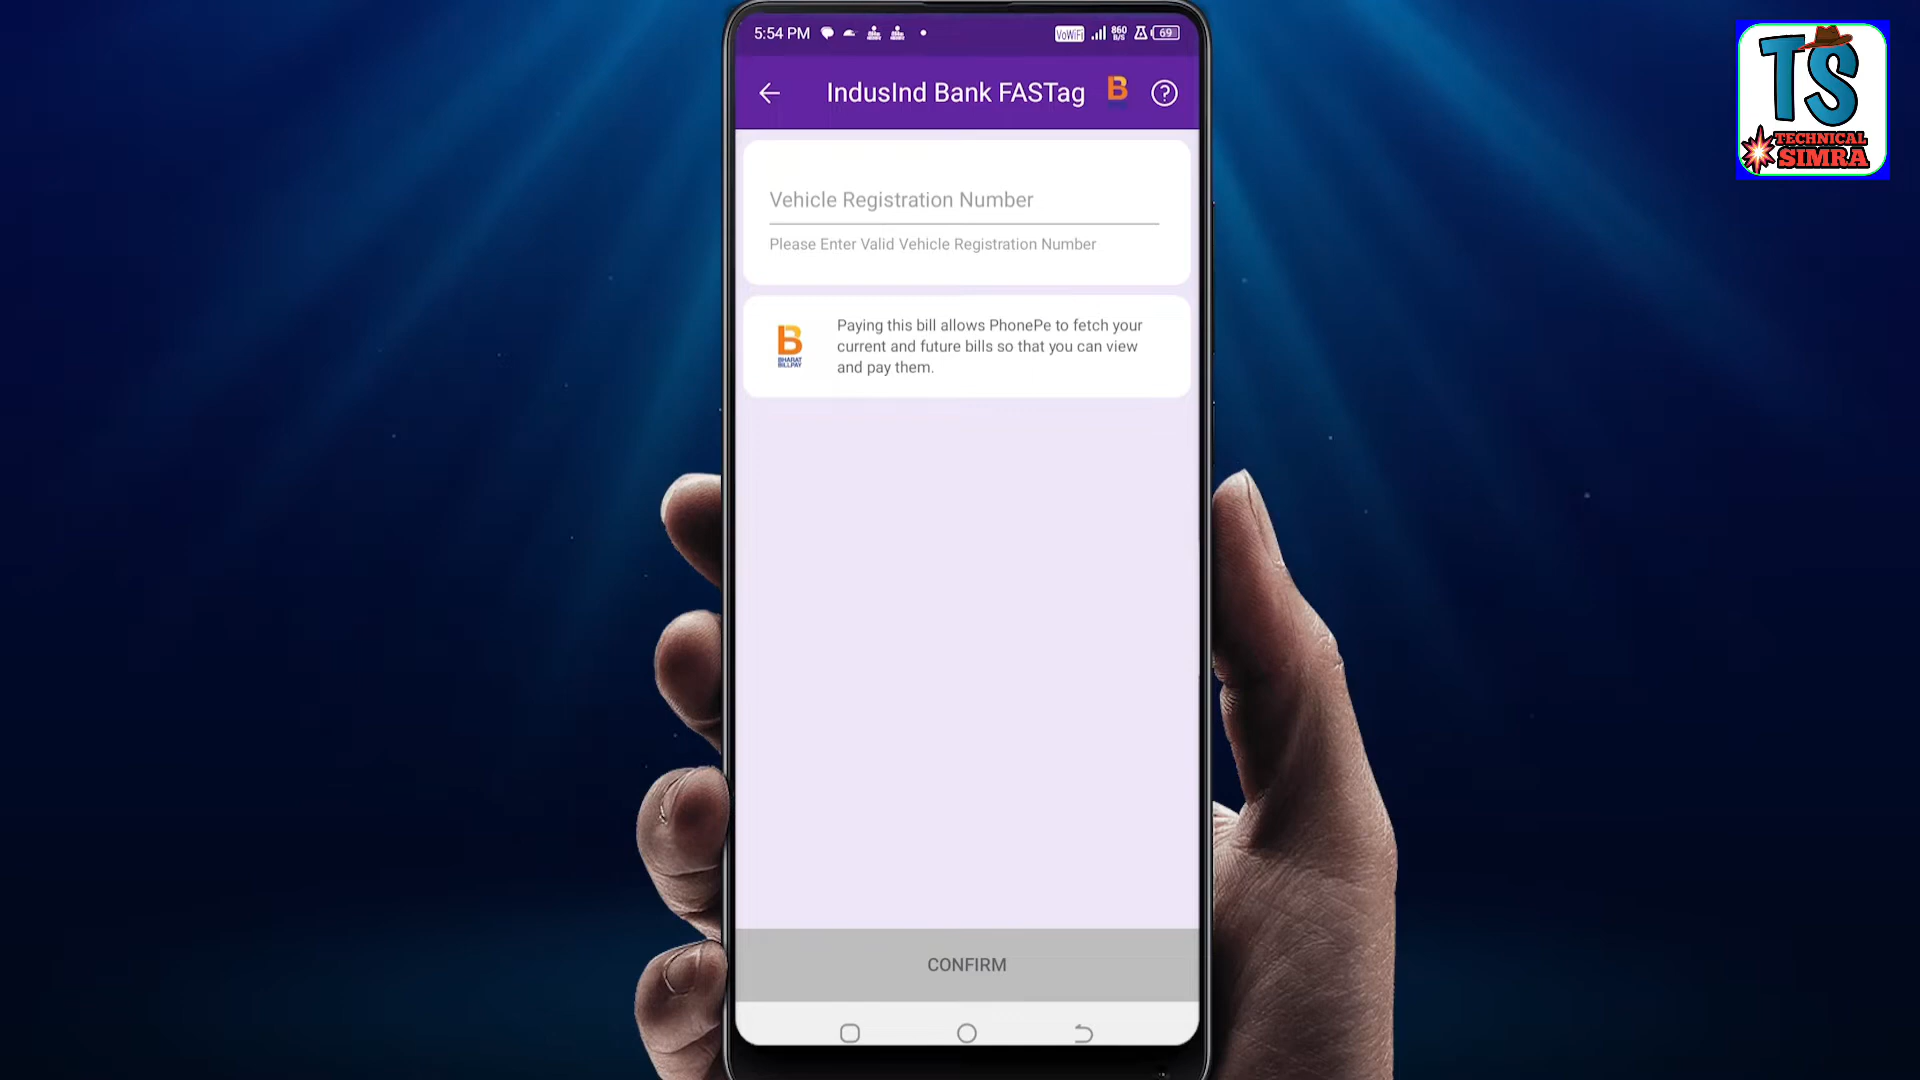 5:54 PM
VoWiFi
860
B/S
69
IndusInd Bank FASTag
B
Vehicle Registration Number
Please Enter Valid Vehicle Registration Number
B
BHARAT
BILLPAY
Paying this bill allows PhonePe to fetch your
current and future bills so that you can view
and pay them.
CONFIRM
TS
TECHNICAL
SIMRA